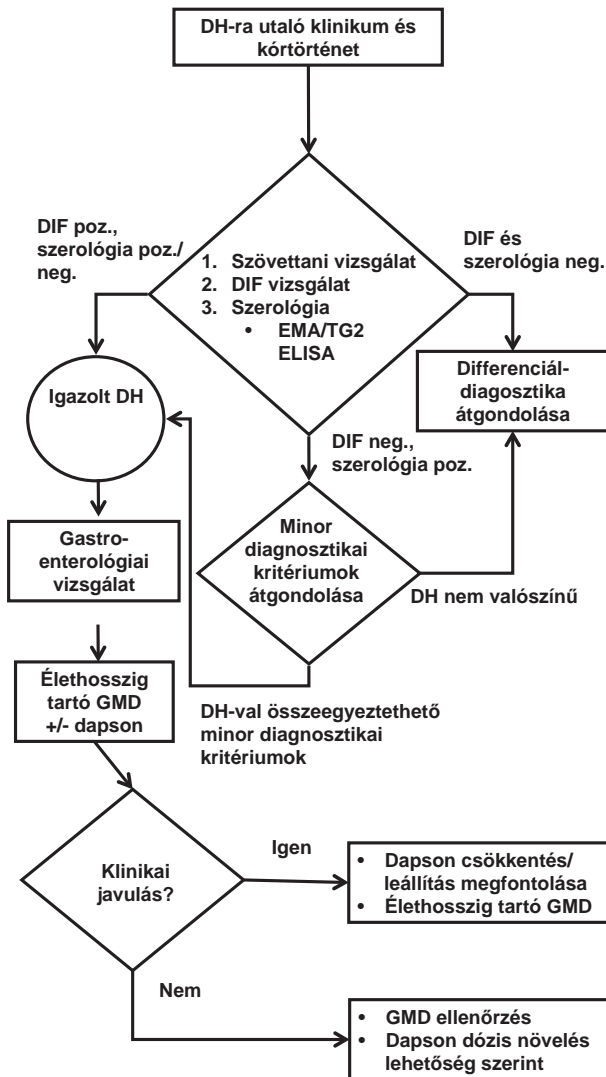 DH-ra utaló klinikum és
kórtörténet
DIF poz.,
szerológia poz./
neg.
1. Szövettani vizsgálat
2. DIF vizsgálat
3. Szerológia
• EMA/TG2
ELISA
DIF és
szerológia neg.
Igazolt DH
Differenciál-
diagosztika
átgondolása
DIF neg.,
szerológia poz.
Minor
diagnosztikai
kritériumok
átgondolása
DH nem valószínű
Gastro-
enterológiai
vizsgálat
Élethosszig
tartó GMD
+/- dapson
DH-val összeegyeztethető
minor diagnosztikai
kritériumok
Klinikai
javulás?
Igen
• Dapson csökkentés/
leállítás megfontolása
• Élethosszig tartó GMD
Nem
• GMD ellenőrzés
• Dapson dózis növelés
lehetőség szerint